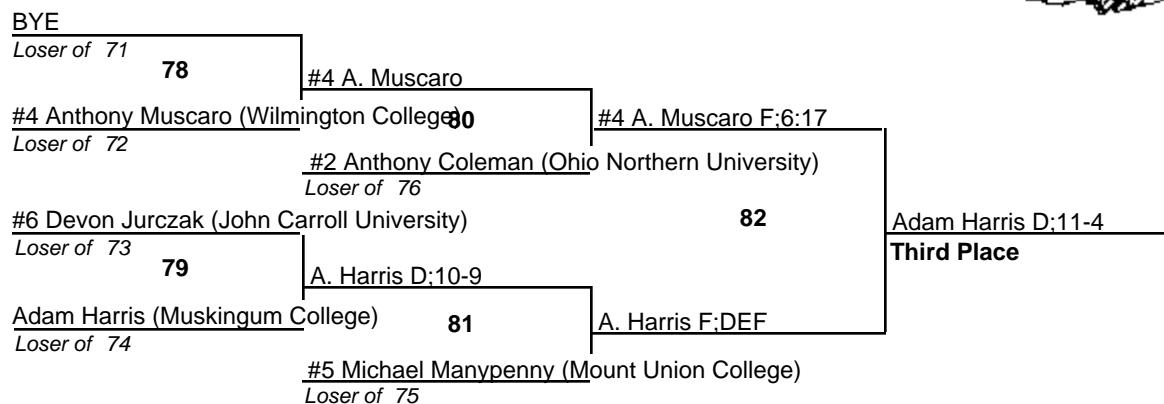 BYE
Loser of 71
78
#4 A. Muscaro
#4 Anthony Muscaro (Wilmington College)
80
#4 A. Muscaro F;6:17
Loser of 72
#2 Anthony Coleman (Ohio Northern University)
Loser of 76
#6 Devon Jurczak (John Carroll University)
82
Adam Harris D;11-4
Loser of 73
Third Place
79
A. Harris D;10-9
Adam Harris (Muskingum College)
81
A. Harris F;DEF
Loser of 74
#5 Michael Manypenny (Mount Union College)
Loser of 75